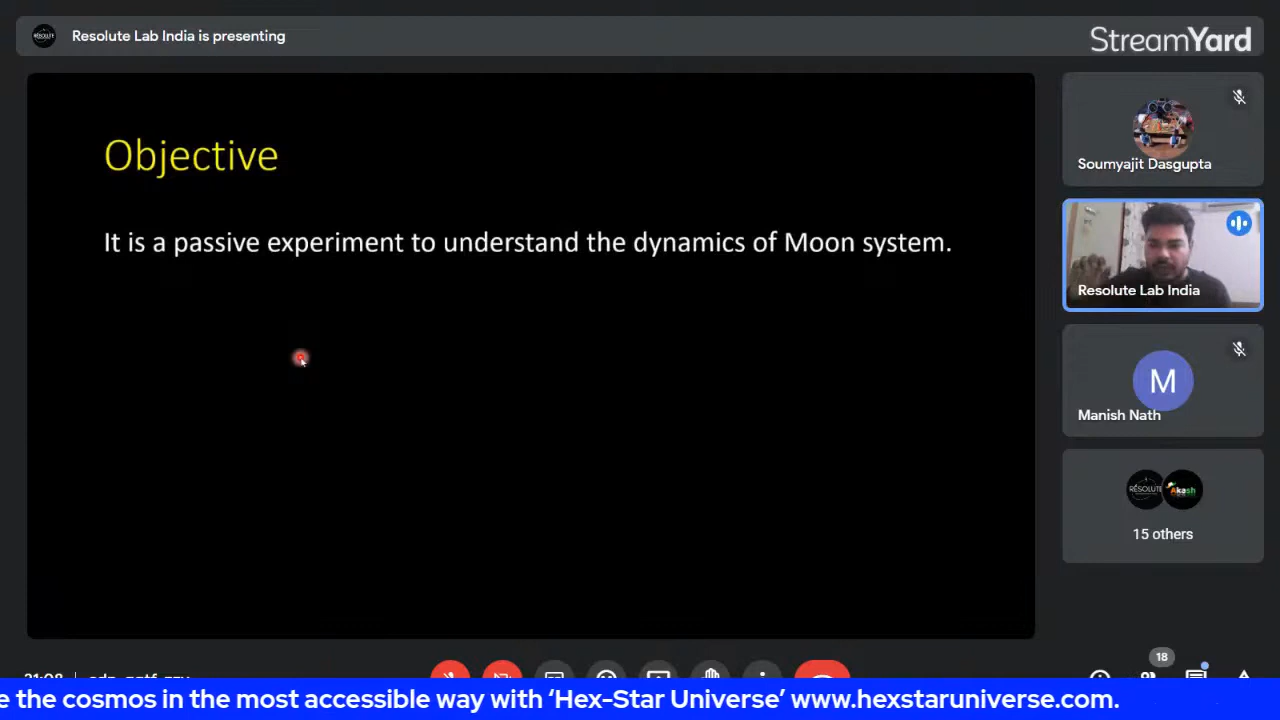 Resolute Lab India is presenting
StreamYard
Objective
It is a passive experiment to understand the dynamics of Moon system.
Soumyajit Dasgupta
Resolute Lab India
M
Manish Nath
RÉSOLUTE
Akash
15 others
18
e the cosmos in the most accessible way with ‘Hex-Star Universe’ www.hexstaruniverse.com.